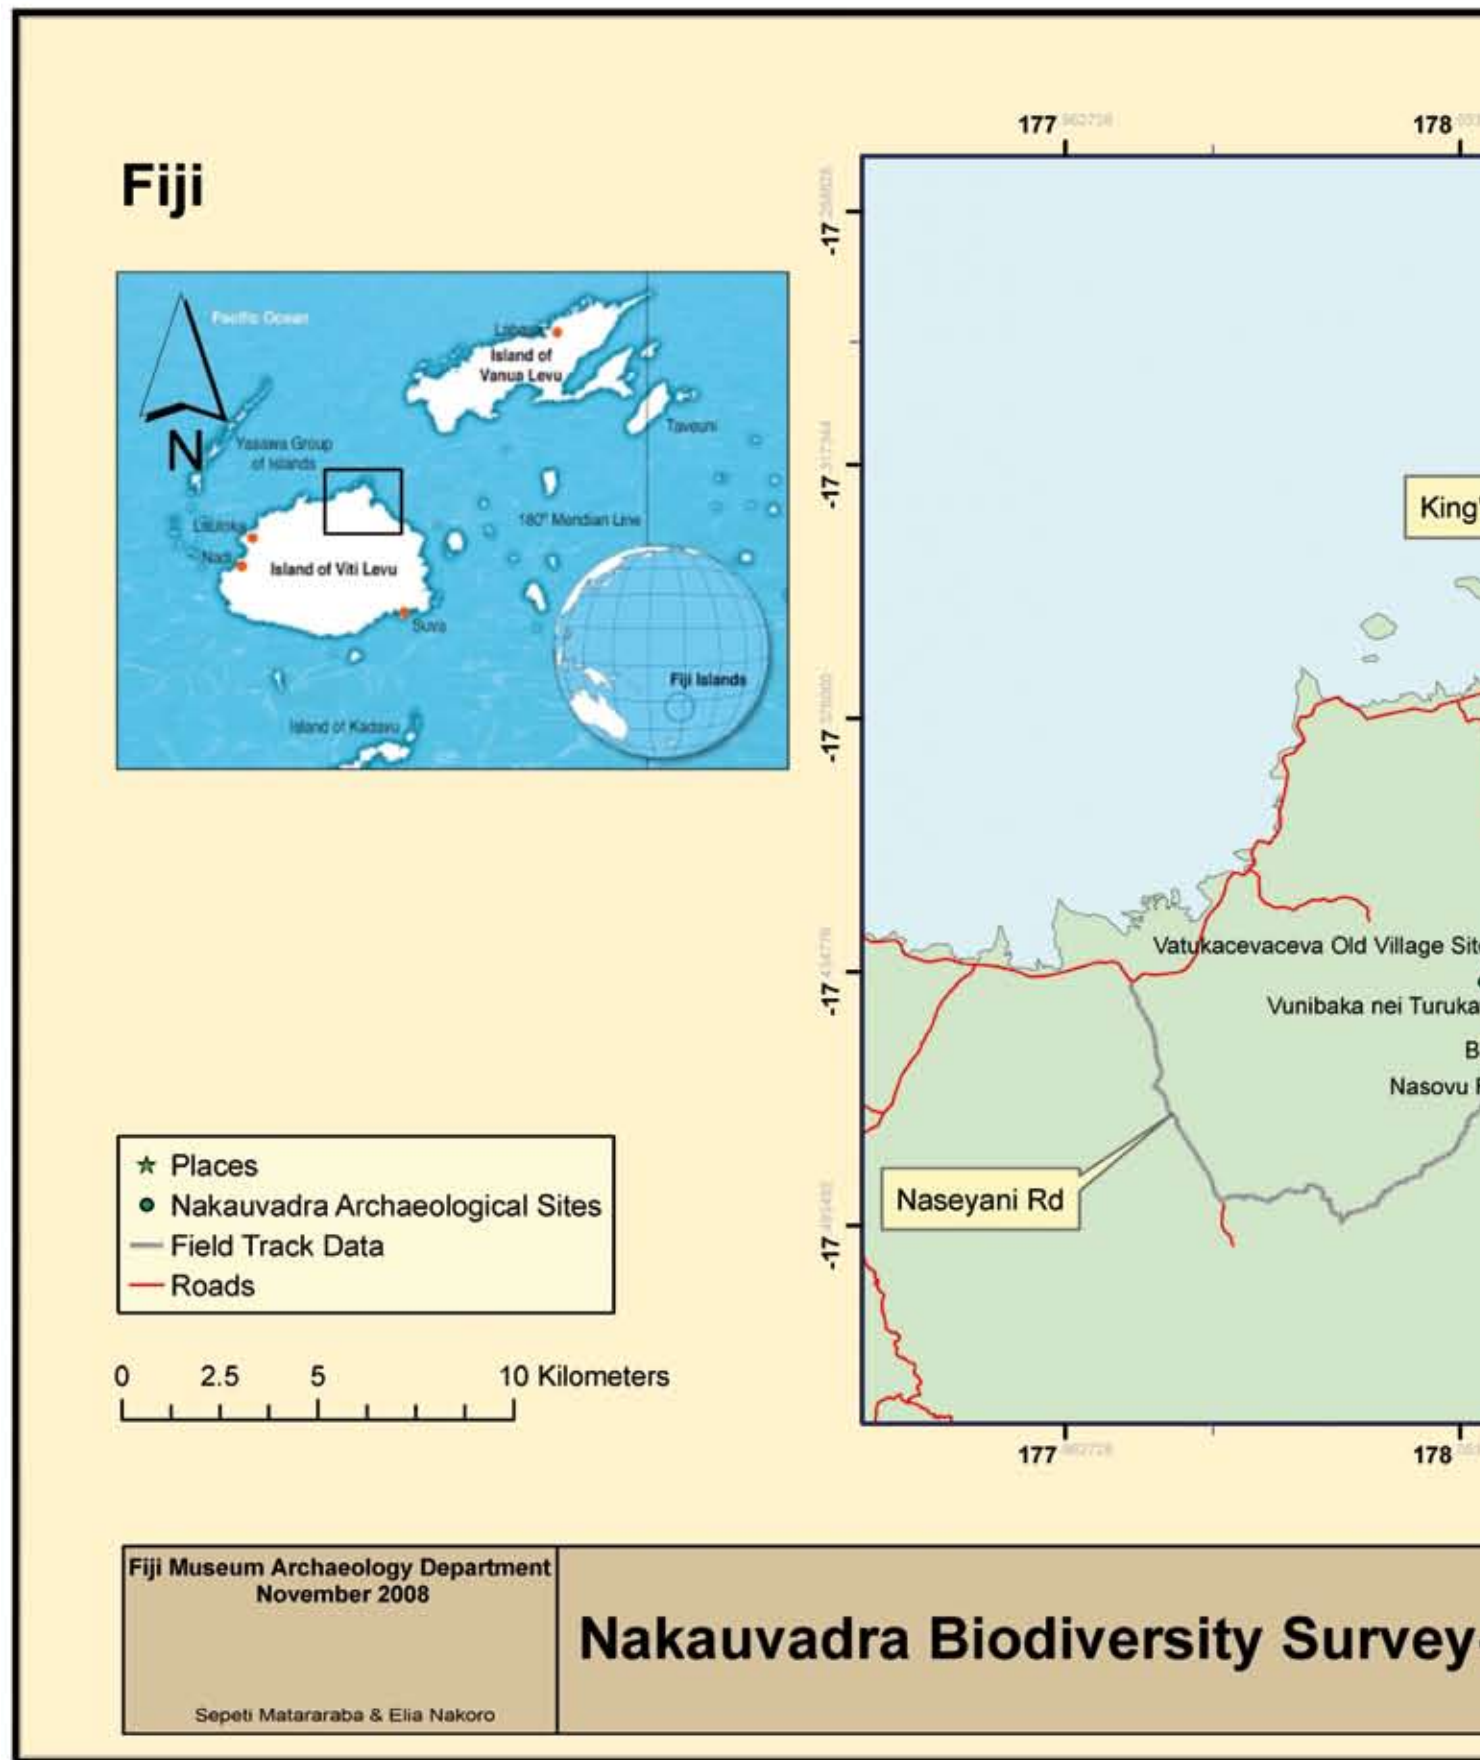 Fiji
Pacific Ocean
Island of
Vanua Levu
Taveuni
Yasawa Group
of Islands
N
180° Meridian Line
Lautoka
Nadi
Island of Viti Levu
Suva
Fiji Islands
Island of Kadavu
177
178
-17
-17
-17
-17
-17
King'
Vatukacevaceva Old Village Site
Vunibaka nei Turuka
B
Nasovu
Naseyani Rd
177
178
Places
Nakauvadra Archaeological Sites
Field Track Data
Roads
0 2.5 5 10 Kilometers
Fiji Museum Archaeology Department
November 2008
Sepeti Matararaba & Elia Nakoro
Nakauvadra Biodiversity Survey